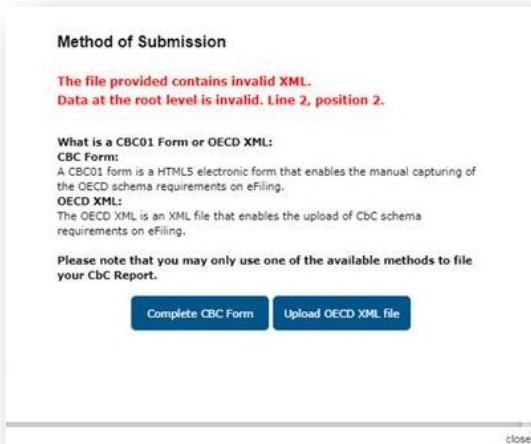 Method of Submission
The file provided contains invalid XML.
Data at the root level is invalid. Line 2, position 2.
What is a CBC01 Form or OECD XML:
CBC Form:
A CBC01 form is a HTML5 electronic form that enables the manual capturing of
the OECD schema requirements on eFiling.
OECD XML:
The OECD XML is an XML file that enables the upload of CbC schema
requirements on eFiling.
Please note that you may only use one of the available methods to file
your CbC Report.
Complete CBC Form Upload OECD XML file
close